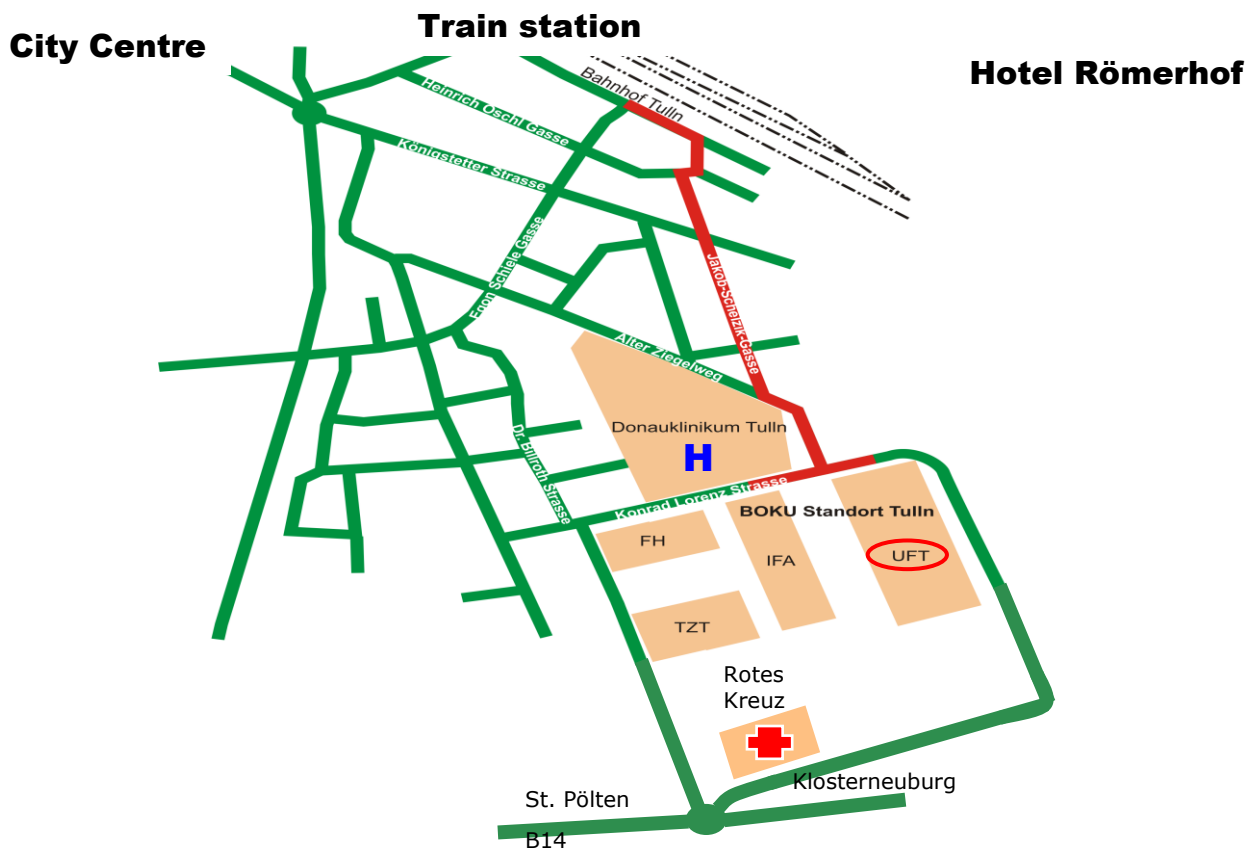 Train station
City Centre
Hotel Römerhof
Bahnhof Tulln
Heinrich Öschl Gasse
Königstetter Strasse
Egon Schiele Gasse
Jakob-Schefzik-Gasse
Alter Ziegelweg
Donauklinikum Tulln
H
Dr. Billroth Strasse
Konrad Lorenz Strasse
BOKU Standort Tulln
FH
IFA
UFT
TZT
Rotes
Kreuz
Klosterneuburg
St. Pölten
B14